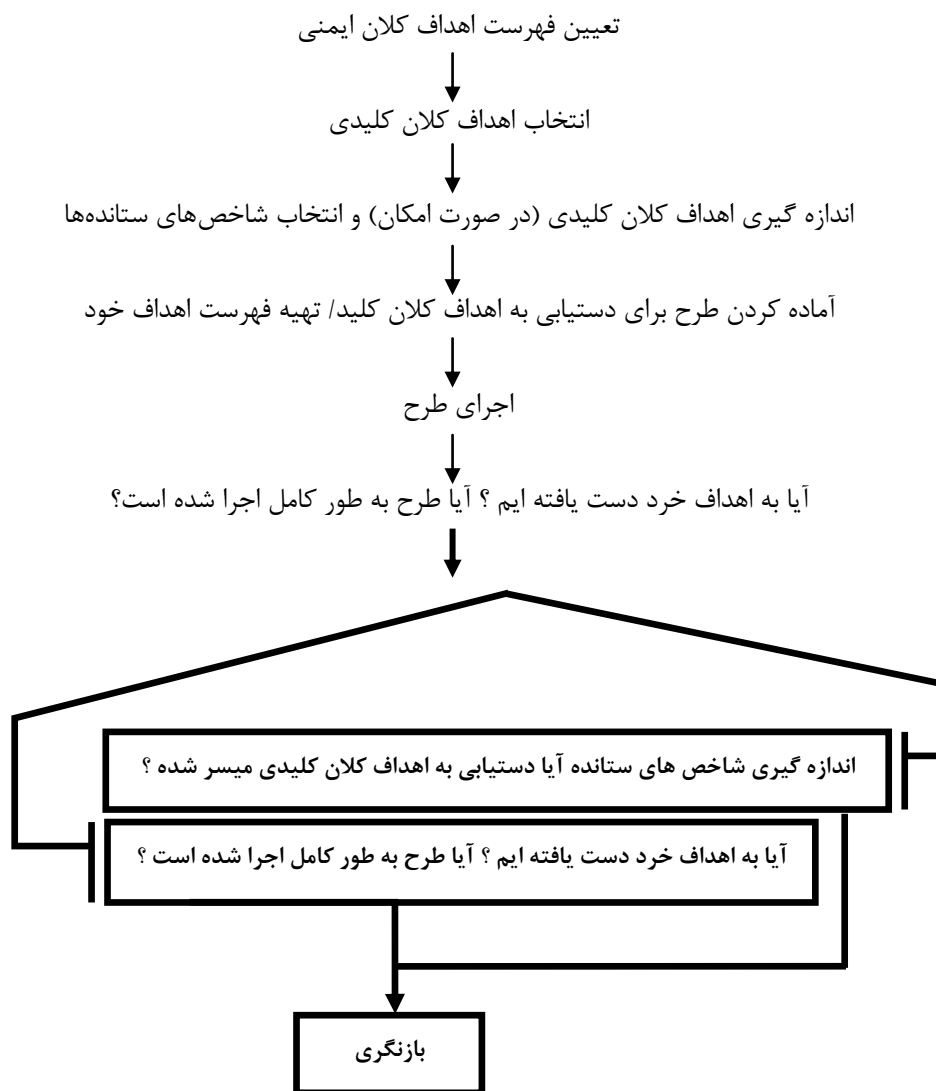 تعیین فهرست اهداف کلان ایمنی
انتخاب اهداف کلان کلیدی
اندازه گیری اهداف کلان کلیدی (در صورت امکان) و انتخاب شاخص‌های ستانده‌ها
آماده کردن طرح برای دستیابی به اهداف کلان کلید/ تهیه فهرست اهداف خود
اجرای طرح
آیا به اهداف خرد دست یافته ایم ؟ آیا طرح به طور کامل اجرا شده است؟
اندازه گیری شاخص های ستانده آیا دستیابی به اهداف کلان کلیدی میسر شده ؟
آیا به اهداف خرد دست یافته ایم ؟ آیا طرح به طور کامل اجرا شده است ؟
بازنگری